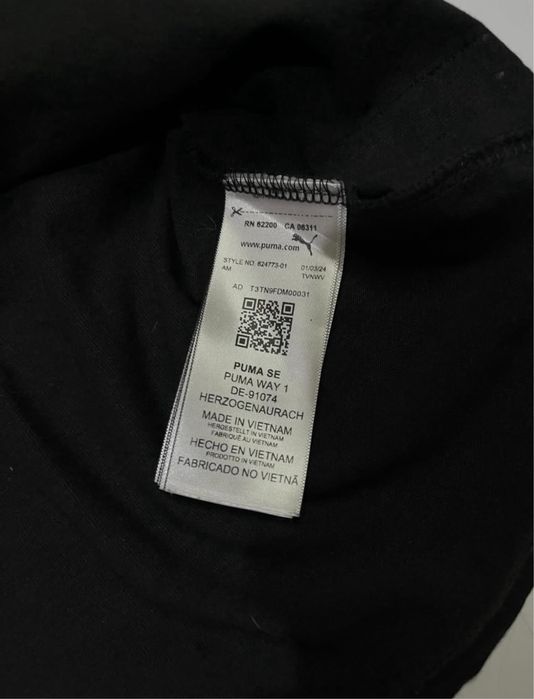 RN 62200 CA 06311
www.puma.com
STYLE NO. 624773-01 01/03/24
AM TVNWV
AD T3TN9FDM00031
PUMA SE
PUMA WAY 1
DE-91074
HERZOGENAURACH
MADE IN VIETNAM
HERGESTELLT IN VIETNAM
FABRIQUÉ AU VIETNAM
HECHO EN VIETNAM
PRODOTTO IN VIETNAM
FABRICADO NO VIETNÃ